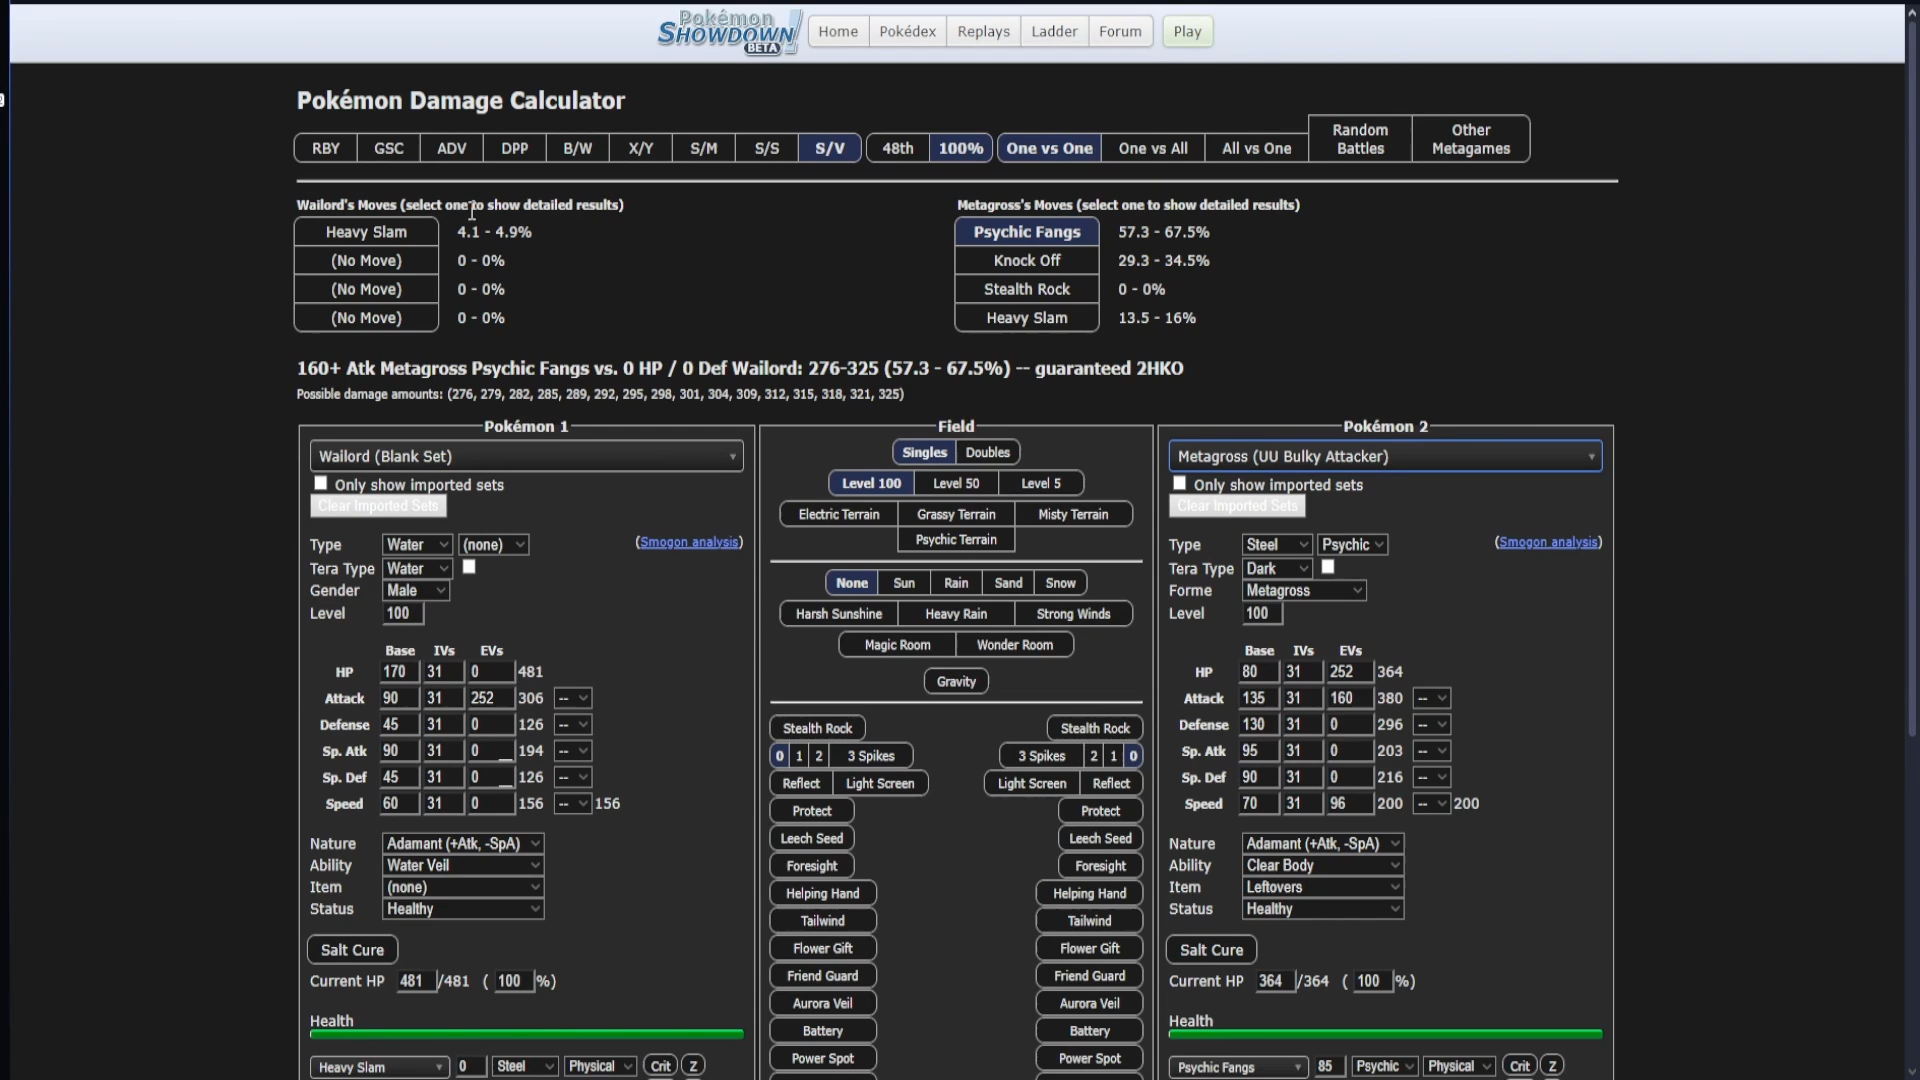 Pokémon SHOWDOWN! BETA
Home Pokédex Replays Ladder Forum Play
Pokémon Damage Calculator
RBY GSC ADV DPP B/W X/Y S/M S/S S/V 48th 100% One vs One One vs All All vs One Random Battles Other Metagames
Wailord's Moves (select one to show detailed results) Metagross's Moves (select one to show detailed results)
Heavy Slam 4.1 - 4.9% Psychic Fangs 57.3 - 67.5%
(No Move) 0 - 0% Knock Off 29.3 - 34.5%
(No Move) 0 - 0% Stealth Rock 0 - 0%
(No Move) 0 - 0% Heavy Slam 13.5 - 16%
160+ Atk Metagross Psychic Fangs vs. 0 HP / 0 Def Wailord: 276-325 (57.3 - 67.5%) -- guaranteed 2HKO
Possible damage amounts: (276, 279, 282, 285, 289, 292, 295, 298, 301, 304, 309, 312, 315, 318, 321, 325)
Pokémon 1
Wailord (Blank Set)
Only show imported sets
Clear Imported Sets
Type Water (none) (Smogon analysis)
Tera Type Water
Gender Male
Level 100
Base IVs EVs
HP 170 31 0 481
Attack 90 31 252 306 --
Defense 45 31 0 126 --
Sp. Atk 90 31 0 194 --
Sp. Def 45 31 0 126 --
Speed 60 31 0 156 -- 156
Nature Adamant (+Atk, -SpA)
Ability Water Veil
Item (none)
Status Healthy
Salt Cure
Current HP 481 /481 ( 100 %)
Health
Heavy Slam 0 Steel Physical Crit Z
Field
Singles Doubles
Level 100 Level 50 Level 5
Electric Terrain Grassy Terrain Misty Terrain
Psychic Terrain
None Sun Rain Sand Snow
Harsh Sunshine Heavy Rain Strong Winds
Magic Room Wonder Room
Gravity
Stealth Rock Stealth Rock
0 1 2 3 Spikes 3 Spikes 2 1 0
Reflect Light Screen Light Screen Reflect
Protect Protect
Leech Seed Leech Seed
Foresight Foresight
Helping Hand Helping Hand
Tailwind Tailwind
Flower Gift Flower Gift
Friend Guard Friend Guard
Aurora Veil Aurora Veil
Battery Battery
Power Spot Power Spot
Pokémon 2
Metagross (UU Bulky Attacker)
Only show imported sets
Clear Imported Sets
Type Steel Psychic (Smogon analysis)
Tera Type Dark
Forme Metagross
Level 100
Base IVs EVs
HP 80 31 252 364
Attack 135 31 160 380 --
Defense 130 31 0 296 --
Sp. Atk 95 31 0 203 --
Sp. Def 90 31 0 216 --
Speed 70 31 96 200 -- 200
Nature Adamant (+Atk, -SpA)
Ability Clear Body
Item Leftovers
Status Healthy
Salt Cure
Current HP 364 /364 ( 100 %)
Health
Psychic Fangs 85 Psychic Physical Crit Z